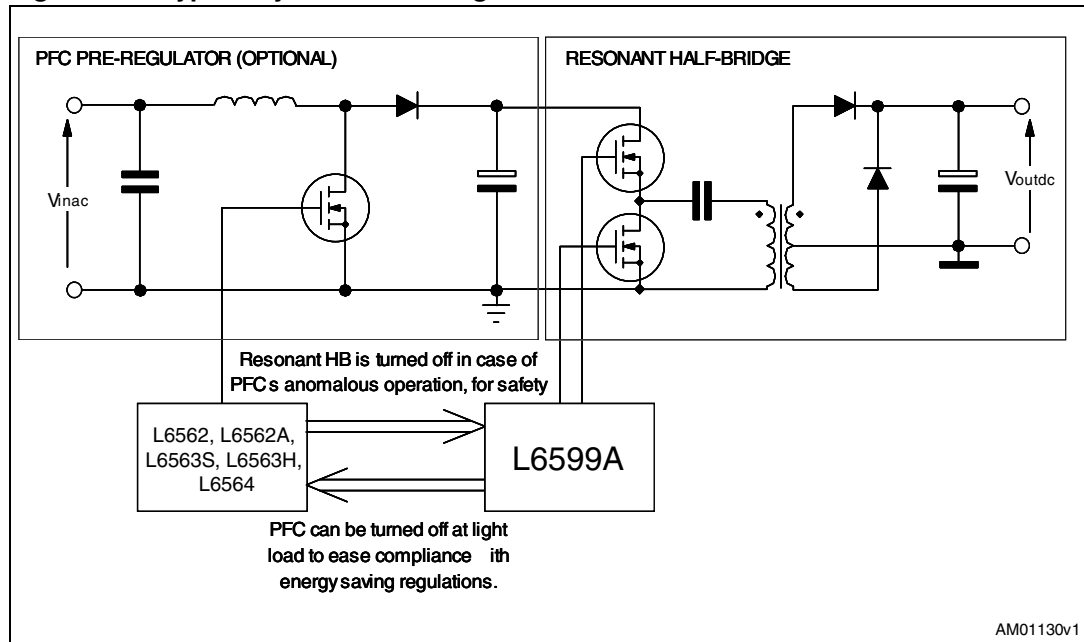 PFC PRE-REGULATOR (OPTIONAL)
RESONANT HALF-BRIDGE
Vinac
Voutdc
Resonant HB is turned off in case of
PFC s anomalous operation, for safety
L6562, L6562A,
L6563S, L6563H,
L6564
L6599A
PFC can be turned off at light
load to ease compliance ith
energy saving regulations.
AM01130v1